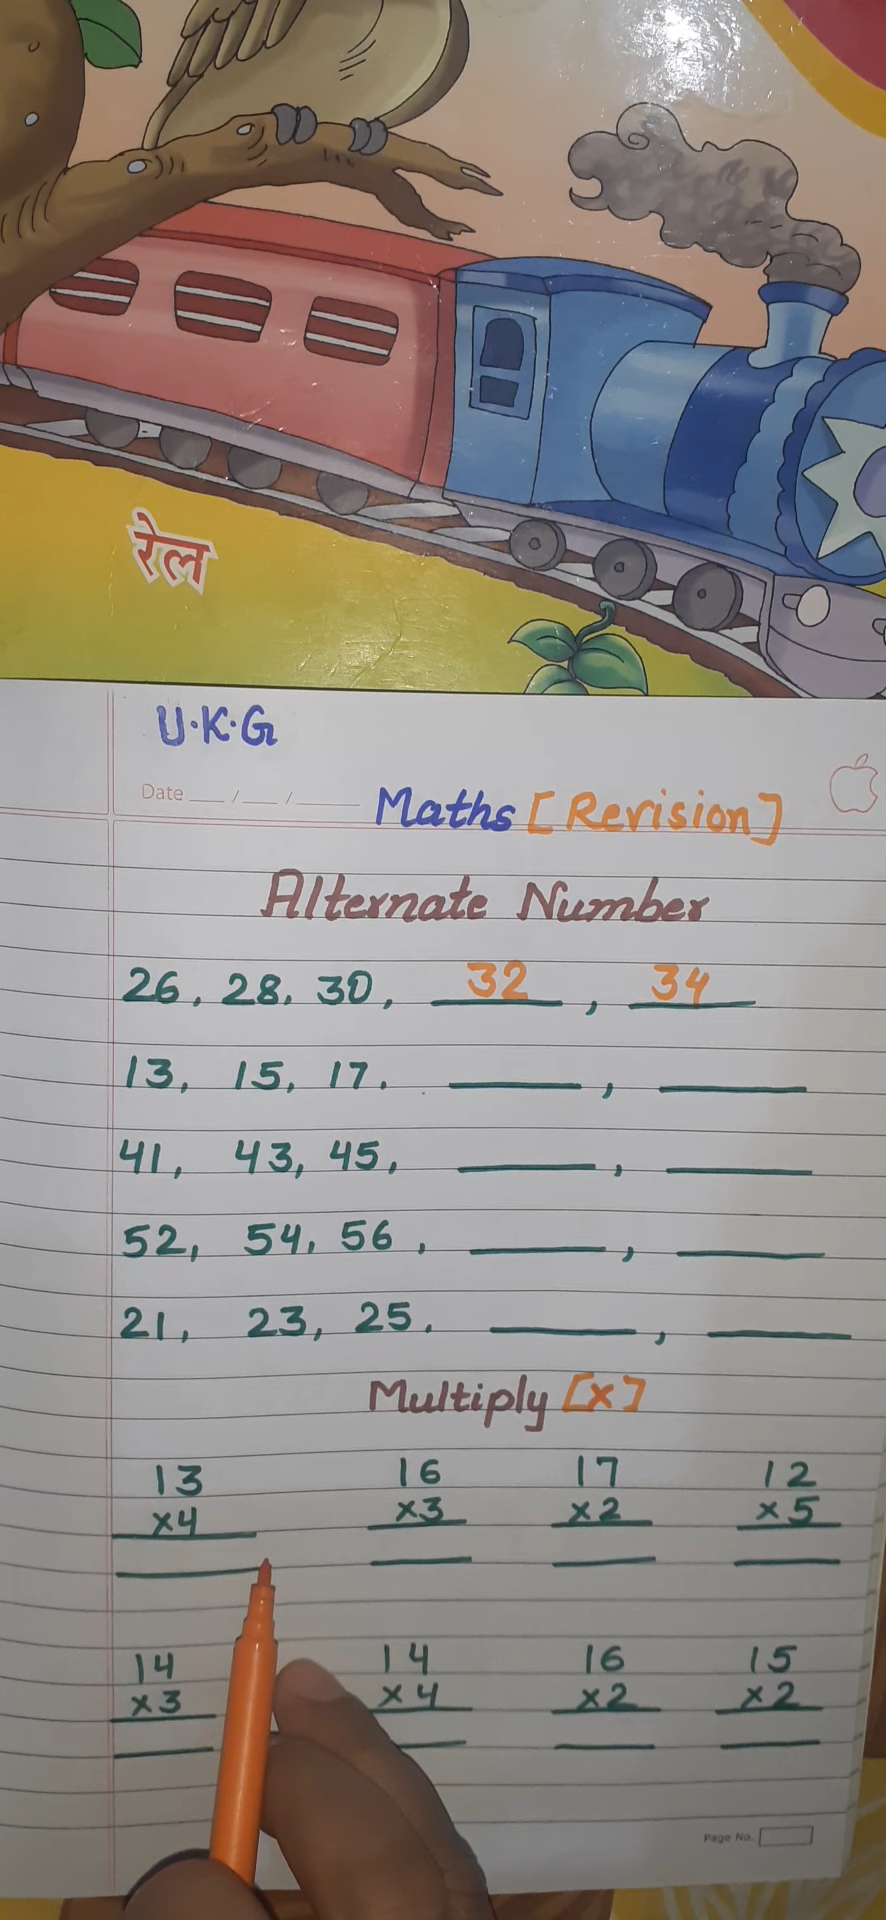 रेल
U.K.G
Date __/__/____
Maths [Revision]
Alternate Number
26, 28, 30, 32, 34
13, 15, 17, ____, ____
41, 43, 45, ____, ____
52, 54, 56, ____, ____
21, 23, 25, ____, ____
Multiply [x]
13 16 17 12
x4 x3 x2 x5
14 14 16 15
x3 x4 x2 x2
Page No.